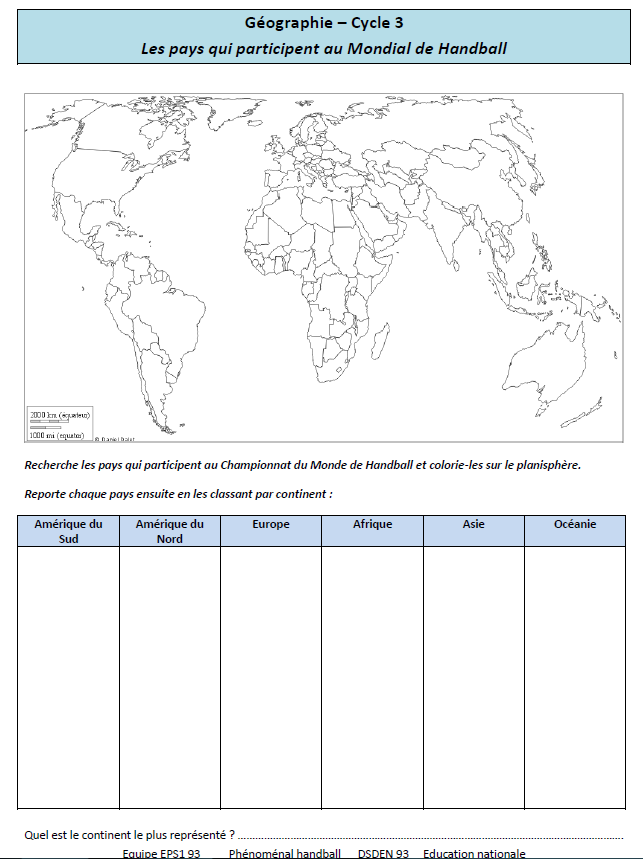 Géographie – Cycle 3
Les pays qui participent au Mondial de Handball
2000 km (équateur)
1000 mi (equator)
© Daniel Dalet
Recherche les pays qui participent au Championnat du Monde de Handball et colorie-les sur le planisphère.
Reporte chaque pays ensuite en les classant par continent :
Amérique du Sud
Amérique du Nord
Europe
Afrique
Asie
Océanie
Quel est le continent le plus représenté ? ........................................................................................................................
Equipe EPS1 93 Phénoménal handball DSDEN 93 Education nationale